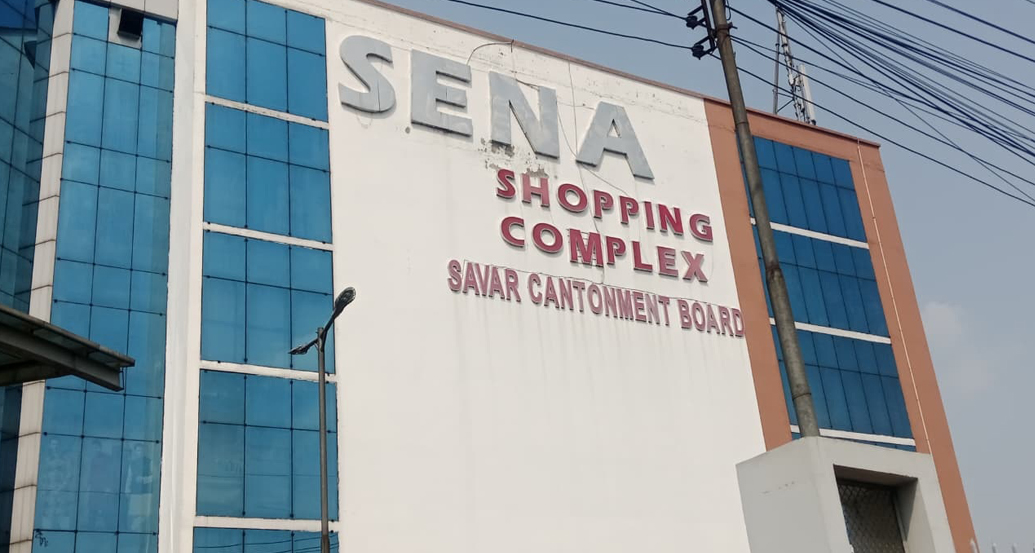 SENA
SHOPPING
COMPLEX
SAVAR CANTONMENT BOARD